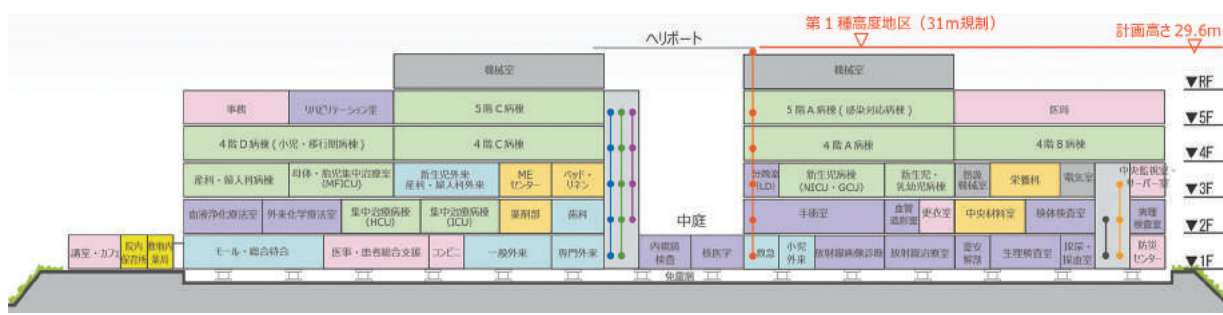 第1種高度地区（31m規制）
計画高さ 29.6m
ヘリポート
機械室
機械室
▼RF
事務
リハビリテーション室
5階C病棟
5階A病棟（感染対応病棟）
医局
▼5F
4階D病棟（小児・移行期病棟）
4階C病棟
4階A病棟
4階B病棟
▼4F
産科・婦人科病棟
母体・胎児集中治療室
(MFICU)
新生児外来
産科・婦人科外来
ME
センター
ベッド・
リネン
分娩室
(LD)
新生児病棟
(NICU・GCU)
新生児・
乳幼児病棟
熱源
機械室
栄養科
電気室
中央監視室・
サーバー室
▼3F
血液浄化療法室
外来化学療法室
集中治療病棟
(HCU)
集中治療病棟
(ICU)
薬剤部
歯科
中庭
手術室
血管
造影室
更衣室
中央材料室
検体検査室
病理
検査室
▼2F
講堂・カフェ
院内
保育所
敷地内
薬局
モール・総合待合
医事・患者総合支援
コンビニ
一般外来
専門外来
内視鏡
検査
核医学
救急
小児
外来
放射線画像診断
放射線治療室
霊安
解剖
生理検査室
採尿・
採血室
防災
センター
▼1F
免震層